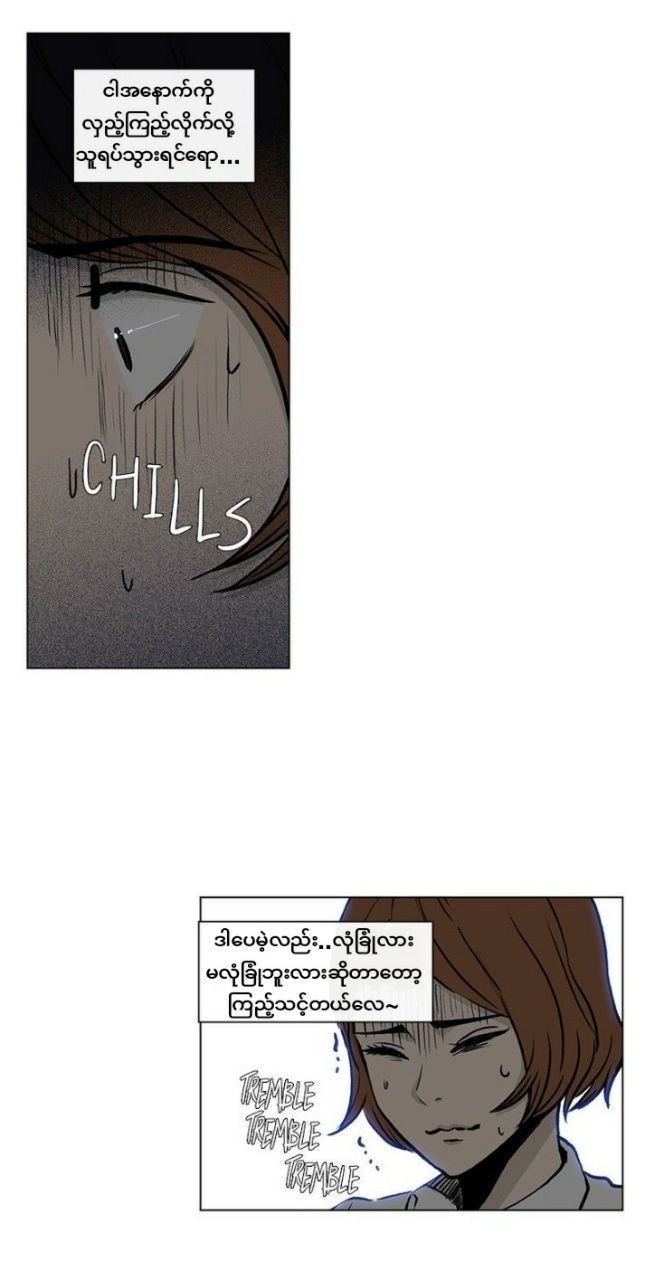 ငါအနောက်ကို
လှည့်ကြည့်လိုက်လို့
သူရပ်သွားရင်ရော...
CHILLS
ဒါပေမဲ့လည်း..လုံခြုံလား
မလုံခြုံဘူးလားဆိုတာတော့
ကြည့်သင့်တယ်လေ~
TREMBLE
TREMBLE
TREMBLE